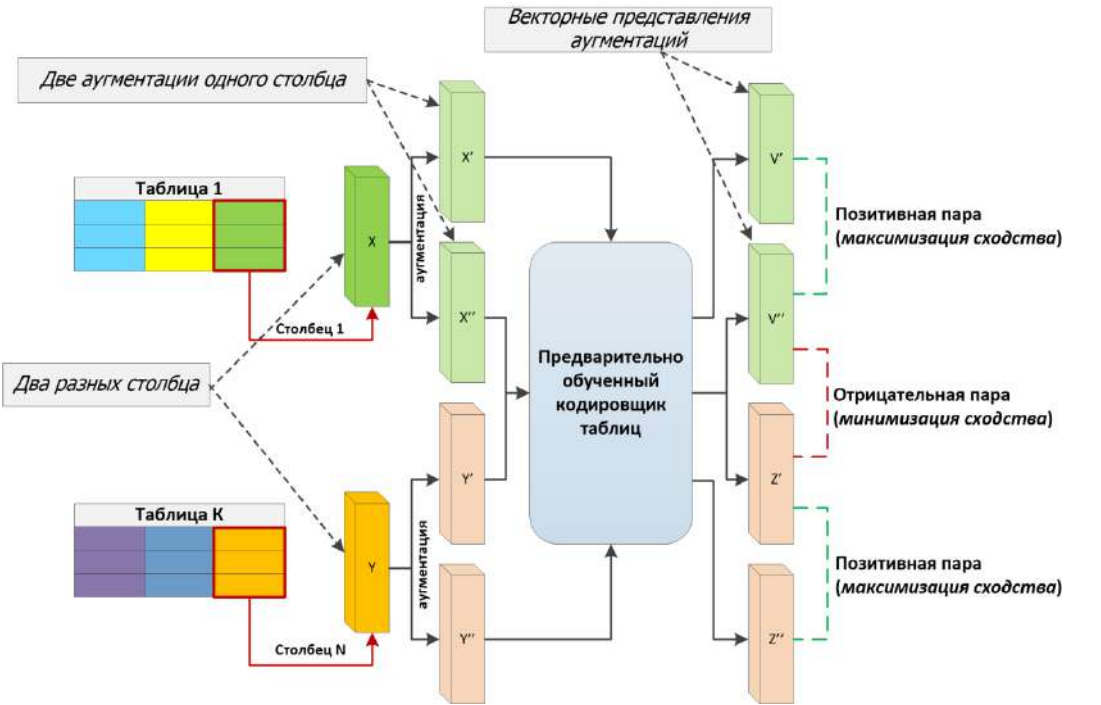 Векторные представления
аугментаций
Две аугментации одного столбца
X'
V'
аугментация
Таблица 1
Позитивная пара
(максимизация сходства)
X
X''
V''
Столбец 1
Предварительно
обученный
кодировщик
таблиц
Два разных столбца
Отрицательная пара
(минимизация сходства)
Y'
Z'
аугментация
Таблица K
Позитивная пара
(максимизация сходства)
Y
Y''
Z''
Столбец N